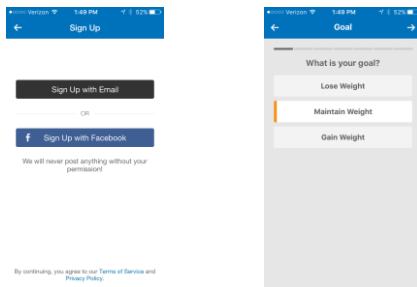 Verizon 1:49 PM 52%
Sign Up
Sign Up with Email
OR
f Sign Up with Facebook
We will never post anything without your
permission!
By continuing, you agree to our Terms of Service and
Privacy Policy.
Verizon 1:49 PM 52%
Goal
What is your goal?
Lose Weight
Maintain Weight
Gain Weight